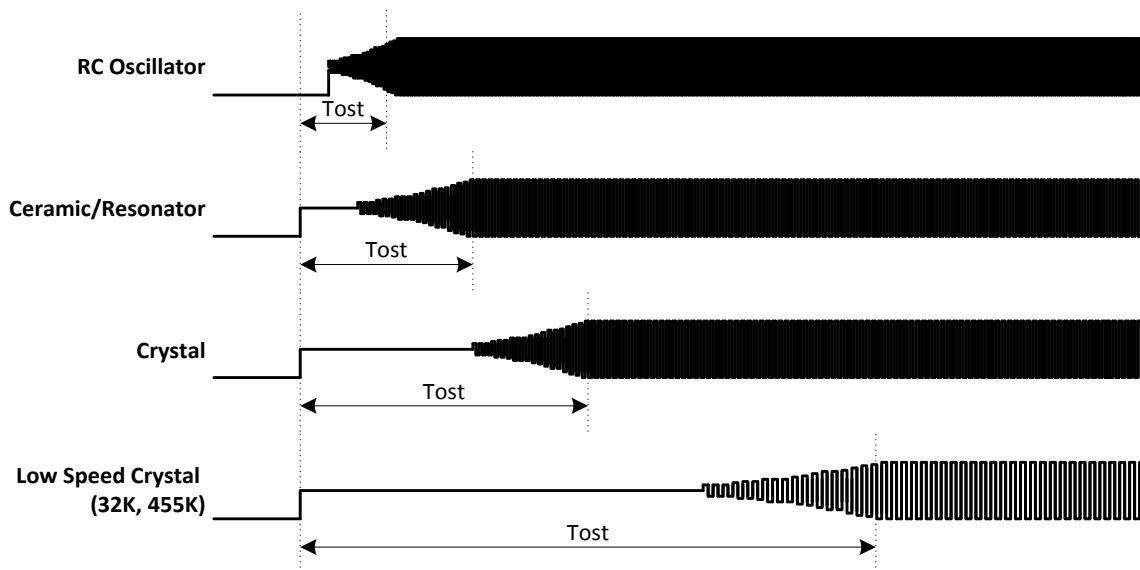 RC Oscillator
Tost
Ceramic/Resonator
Tost
Crystal
Tost
Low Speed Crystal
(32K, 455K)
Tost